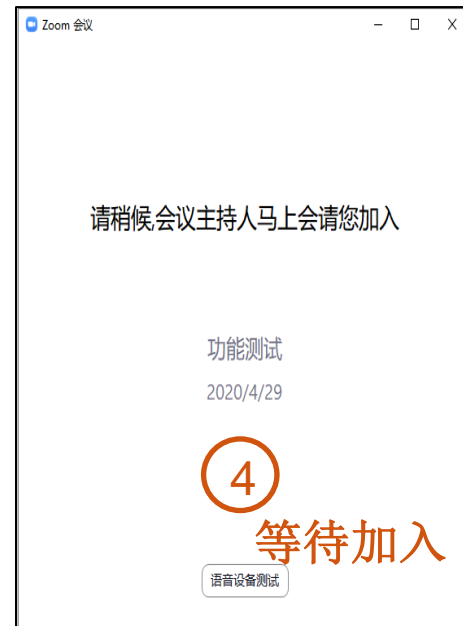 Zoom 会议
请稍候,会议主持人马上会请您加入
功能测试
2020/4/29
4
等待加入
语音设备测试